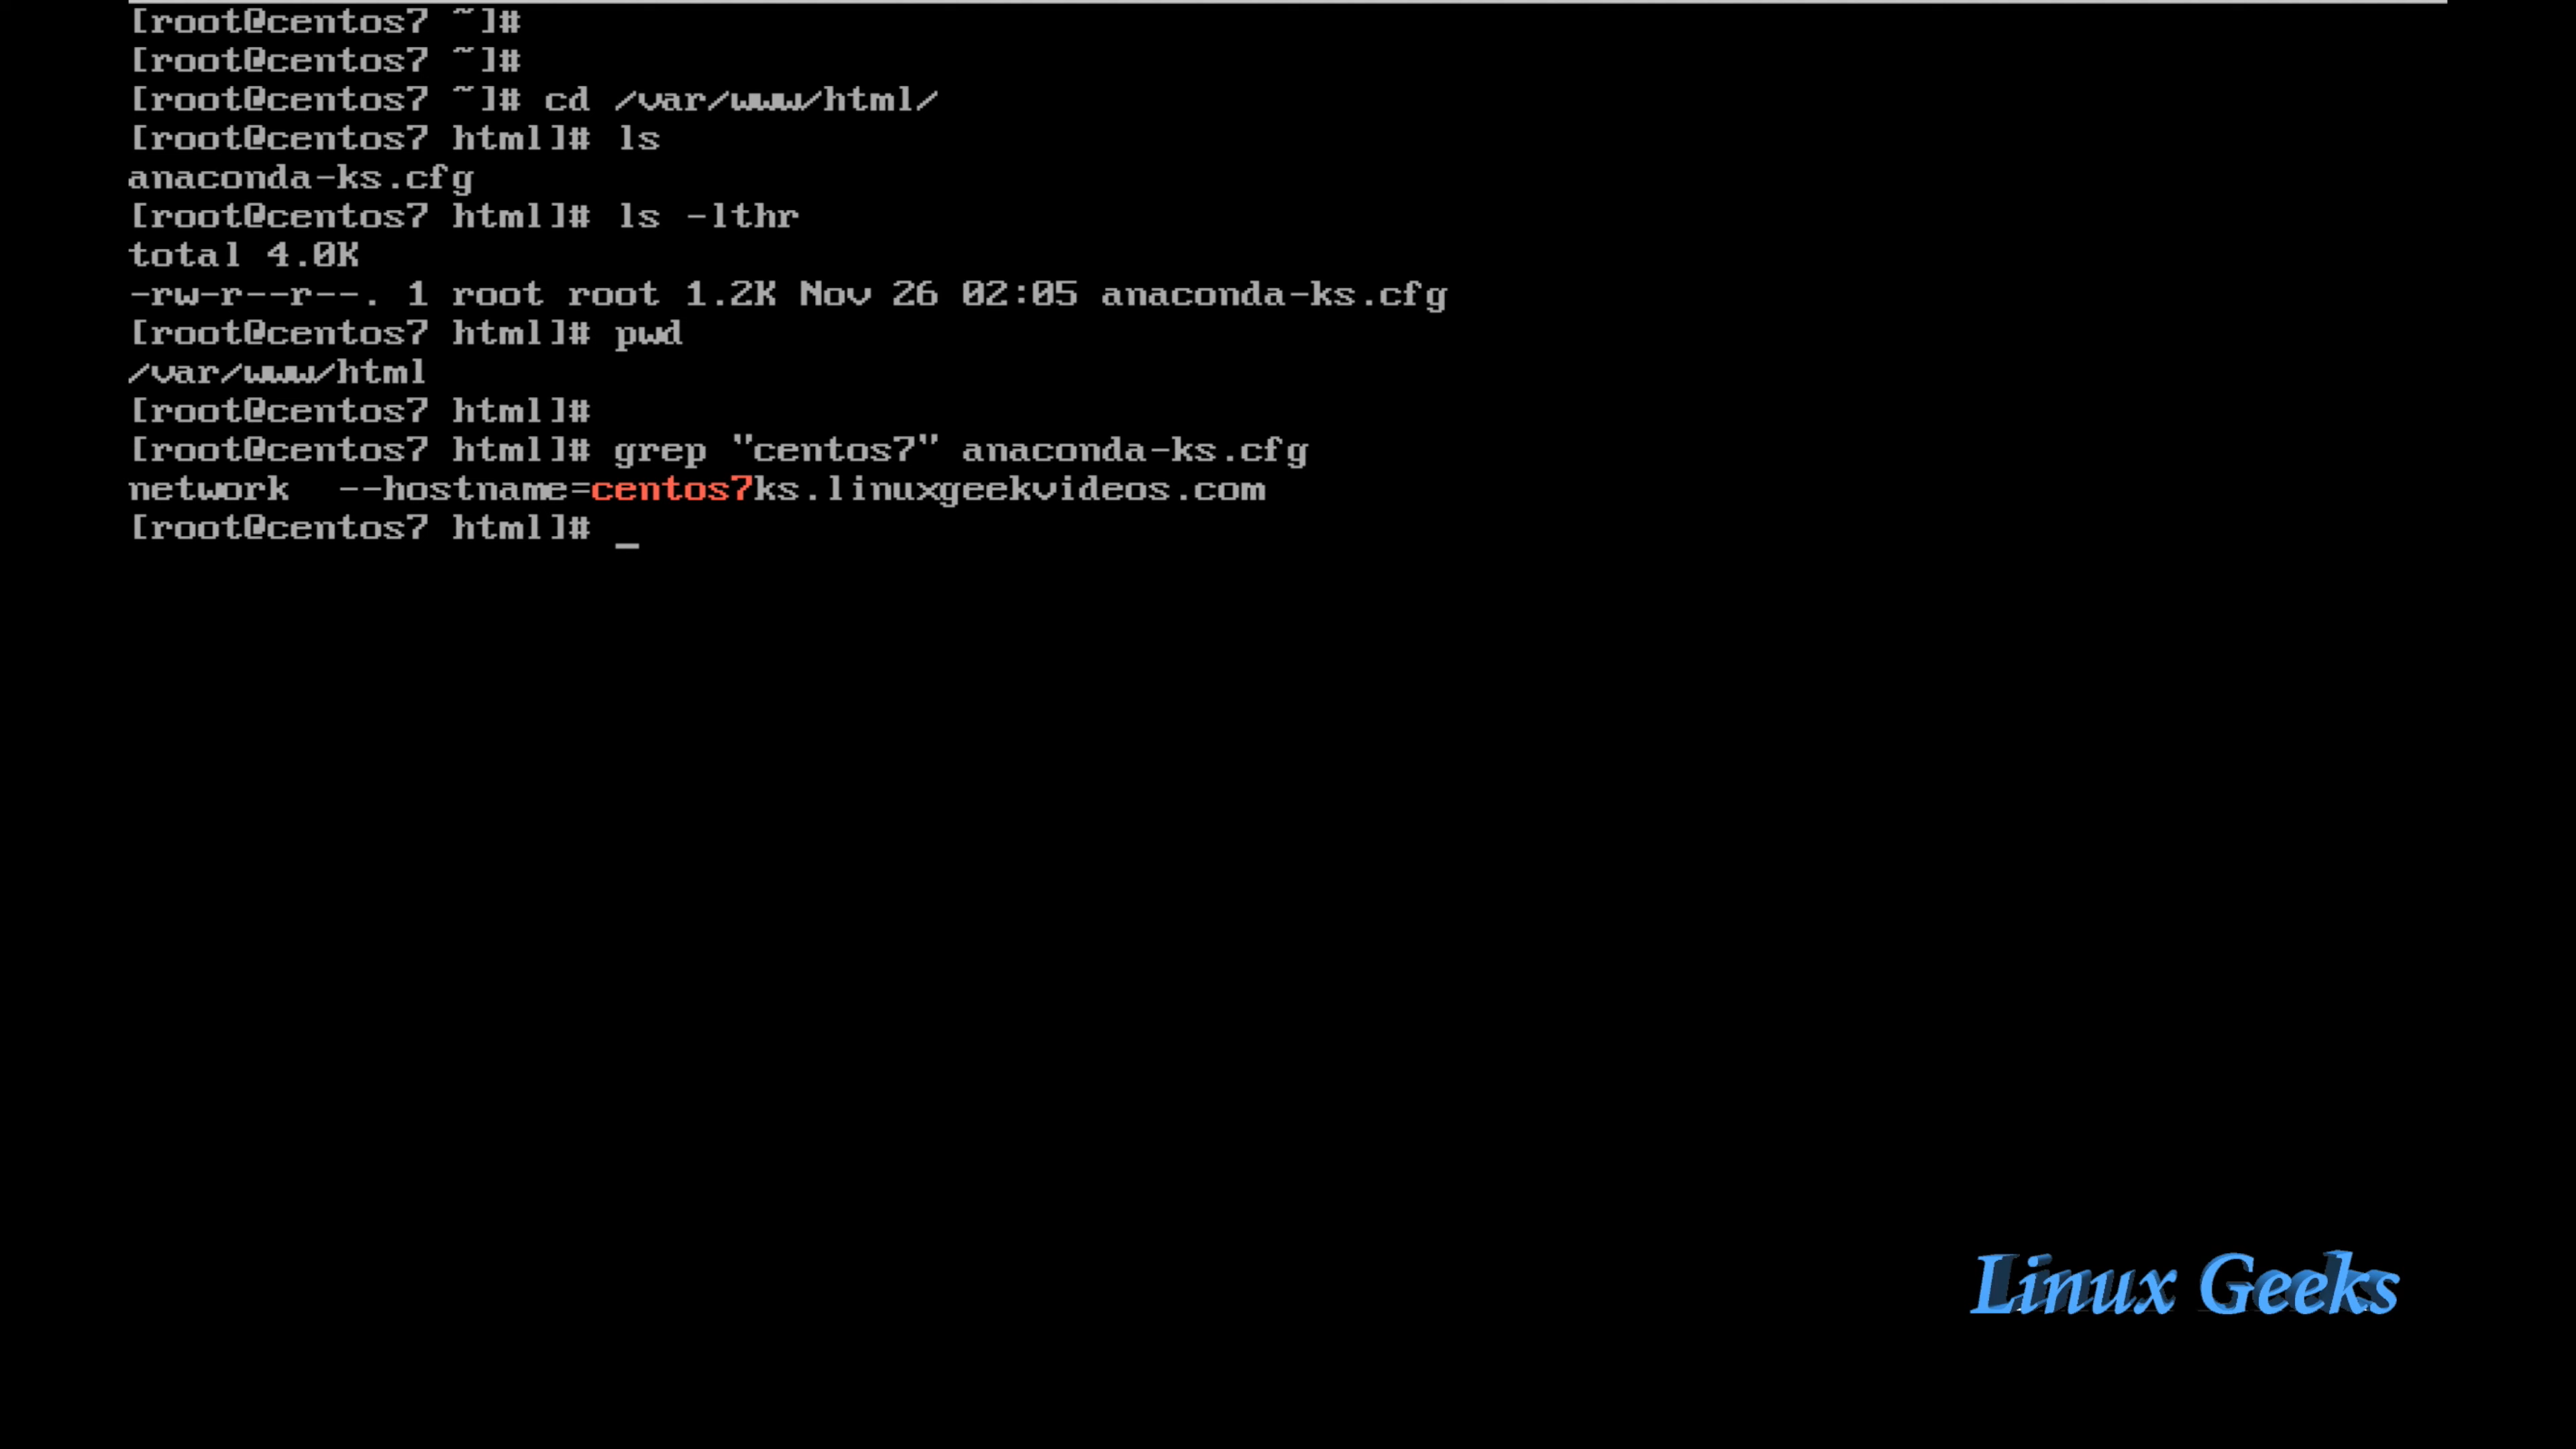 [root@centos7 ~]#
[root@centos7 ~]#
[root@centos7 ~]# cd /var/www/html/
[root@centos7 html]# ls
anaconda-ks.cfg
[root@centos7 html]# ls -lthr
total 4.0K
-rw-r--r--. 1 root root 1.2K Nov 26 02:05 anaconda-ks.cfg
[root@centos7 html]# pwd
/var/www/html
[root@centos7 html]#
[root@centos7 html]# grep "centos7" anaconda-ks.cfg
network  --hostname=centos7ks.linuxgeekvideos.com
[root@centos7 html]# _
Linux Geeks